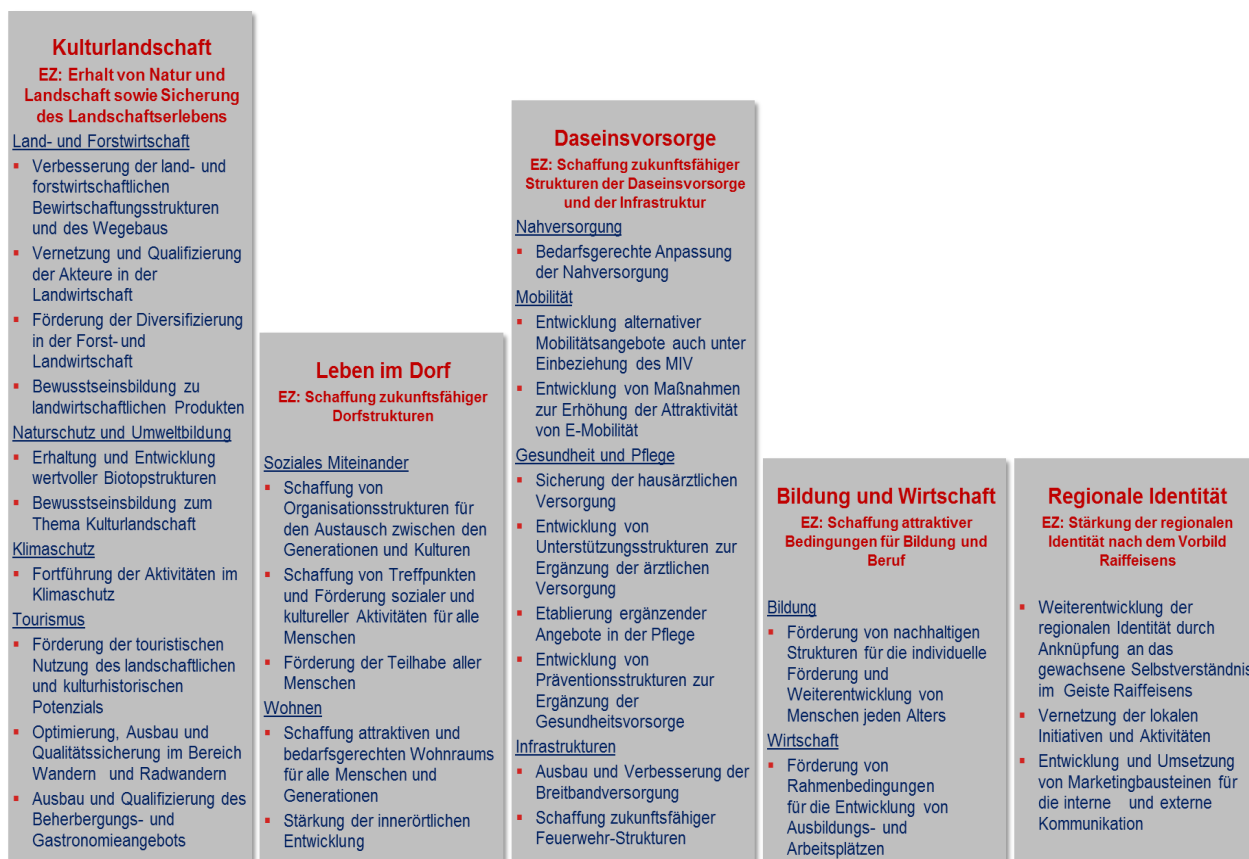 Kulturlandschaft
EZ: Erhalt von Natur und
Landschaft sowie Sicherung
des Landschaftserlebens
Land- und Forstwirtschaft
▪ Verbesserung der land- und
forstwirtschaftlichen
Bewirtschaftungsstrukturen
und des Wegebaus
▪ Vernetzung und Qualifizierung
der Akteure in der
Landwirtschaft
▪ Förderung der Diversifizierung
in der Forst- und
Landwirtschaft
▪ Bewusstseinsbildung zu
landwirtschaftlichen Produkten
Naturschutz und Umweltbildung
▪ Erhaltung und Entwicklung
wertvoller Biotopstrukturen
▪ Bewusstseinsbildung zum
Thema Kulturlandschaft
Klimaschutz
▪ Fortführung der Aktivitäten im
Klimaschutz
Tourismus
▪ Förderung der touristischen
Nutzung des landschaftlichen
und kulturhistorischen
Potenzials
▪ Optimierung, Ausbau und
Qualitätssicherung im Bereich
Wandern und Radwandern
▪ Ausbau und Qualifizierung des
Beherbergungs- und
Gastronomieangebots
Leben im Dorf
EZ: Schaffung zukunftsfähiger
Dorfstrukturen
Soziales Miteinander
▪ Schaffung von
Organisationsstrukturen für
den Austausch zwischen den
Generationen und Kulturen
▪ Schaffung von Treffpunkten
und Förderung sozialer und
kultureller Aktivitäten für alle
Menschen
▪ Förderung der Teilhabe aller
Menschen
Wohnen
▪ Schaffung attraktiven und
bedarfsgerechten Wohnraums
für alle Menschen und
Generationen
▪ Stärkung der innerörtlichen
Entwicklung
Daseinsvorsorge
EZ: Schaffung zukunftsfähiger
Strukturen der Daseinsvorsorge
und der Infrastruktur
Nahversorgung
▪ Bedarfsgerechte Anpassung
der Nahversorgung
Mobilität
▪ Entwicklung alternativer
Mobilitätsangebote auch unter
Einbeziehung des MIV
▪ Entwicklung von Maßnahmen
zur Erhöhung der Attraktivität
von E-Mobilität
Gesundheit und Pflege
▪ Sicherung der hausärztlichen
Versorgung
▪ Entwicklung von
Unterstützungsstrukturen zur
Ergänzung der ärztlichen
Versorgung
▪ Etablierung ergänzender
Angebote in der Pflege
▪ Entwicklung von
Präventionsstrukturen zur
Ergänzung der
Gesundheitsvorsorge
Infrastrukturen
▪ Ausbau und Verbesserung der
Breitbandversorgung
▪ Schaffung zukunftsfähiger
Feuerwehr-Strukturen
Bildung und Wirtschaft
EZ: Schaffung attraktiver
Bedingungen für Bildung und
Beruf
Bildung
▪ Förderung von nachhaltigen
Strukturen für die individuelle
Förderung und
Weiterentwicklung von
Menschen jeden Alters
Wirtschaft
▪ Förderung von
Rahmenbedingungen
für die Entwicklung von
Ausbildungs- und
Arbeitsplätzen
Regionale Identität
EZ: Stärkung der regionalen
Identität nach dem Vorbild
Raiffeisens
▪ Weiterentwicklung der
regionalen Identität durch
Anknüpfung an das
gewachsene Selbstverständnis
im Geiste Raiffeisens
▪ Vernetzung der lokalen
Initiativen und Aktivitäten
▪ Entwicklung und Umsetzung
von Marketingbausteinen für
die interne und externe
Kommunikation